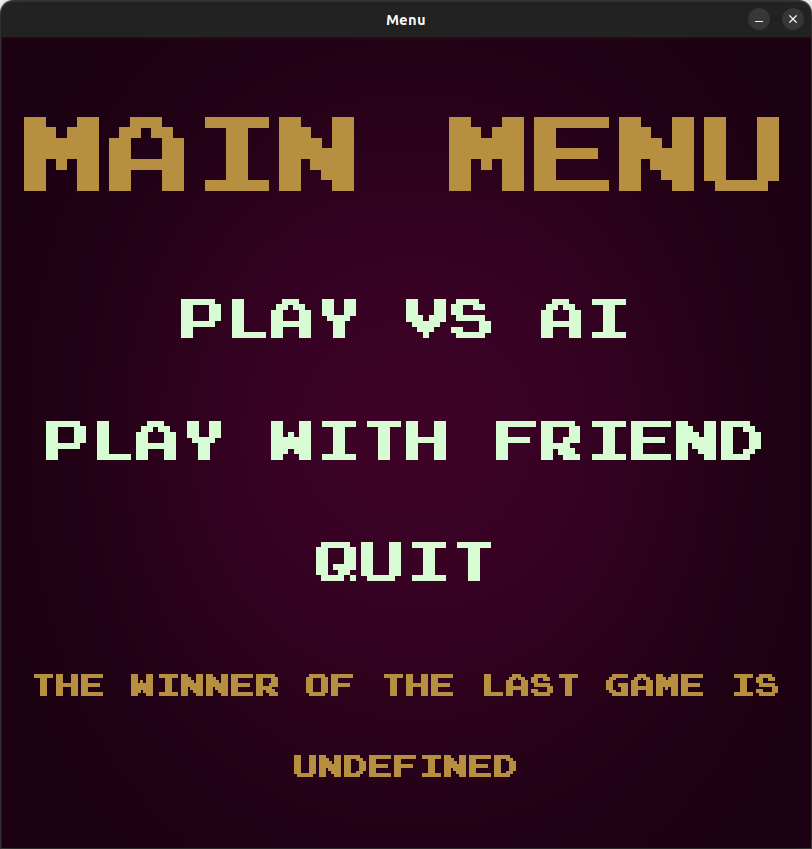 Menu
MAIN MENU
PLAY VS AI
PLAY WITH FRIEND
QUIT
THE WINNER OF THE LAST GAME IS
UNDEFINED